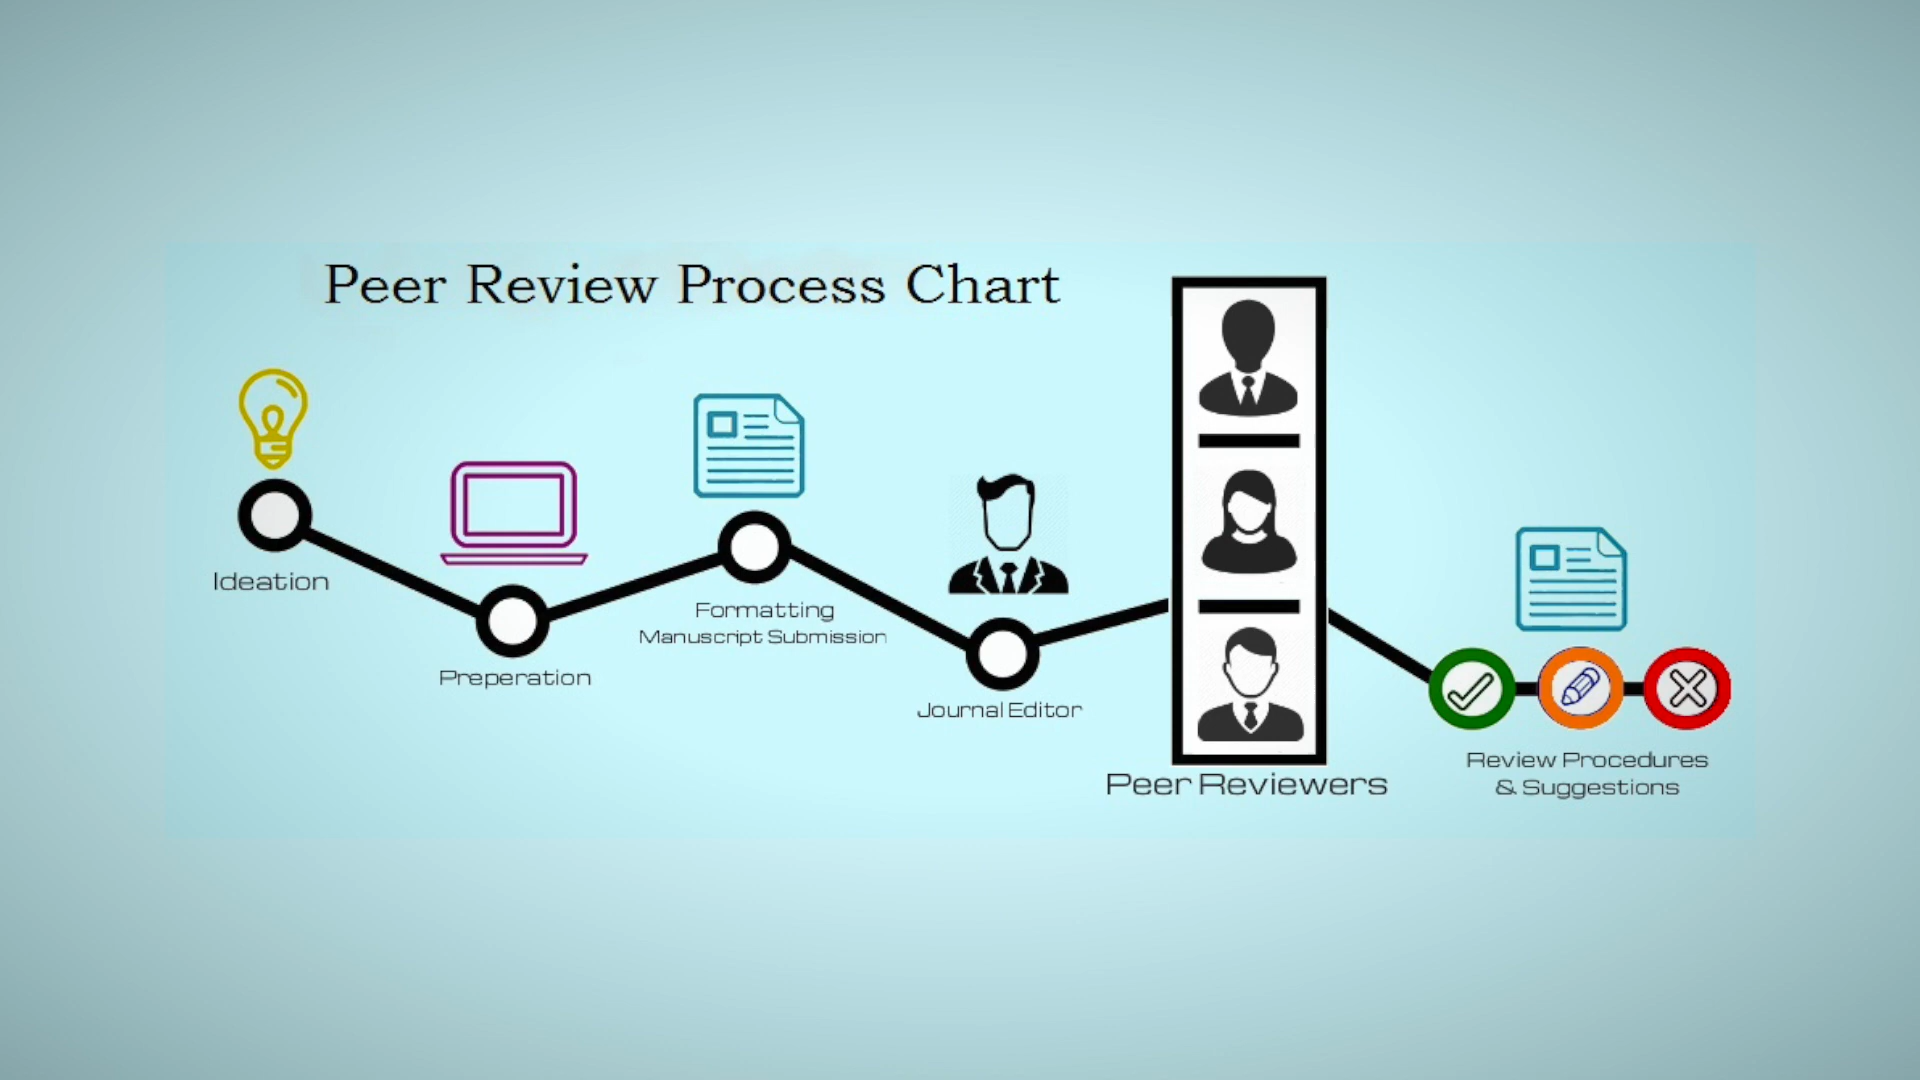 Peer Review Process Chart
Ideation
Preperation
Formatting
Manuscript Submission
Journal Editor
Peer Reviewers
Review Procedures
& Suggestions